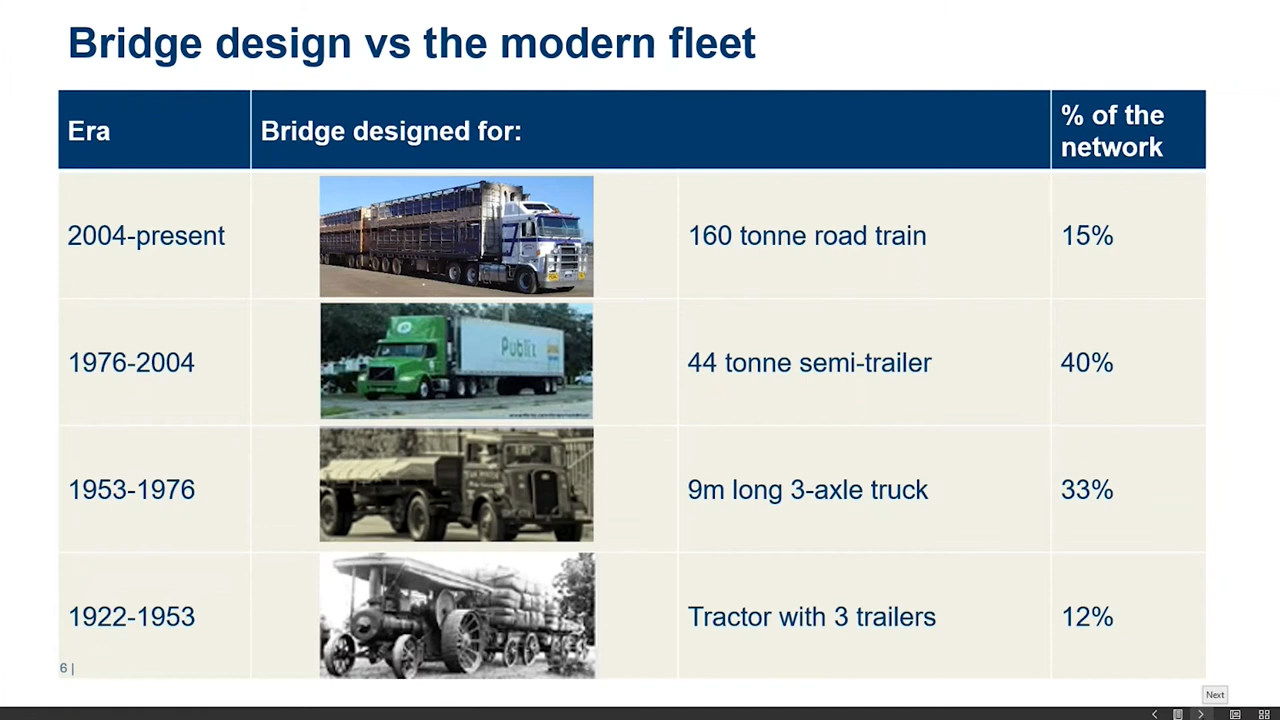 Bridge design vs the modern fleet
Era
Bridge designed for:
% of the
network
2004-present
160 tonne road train
15%
1976-2004
Publix
44 tonne semi-trailer
40%
1953-1976
9m long 3-axle truck
33%
1922-1953
Tractor with 3 trailers
12%
6 |
Next